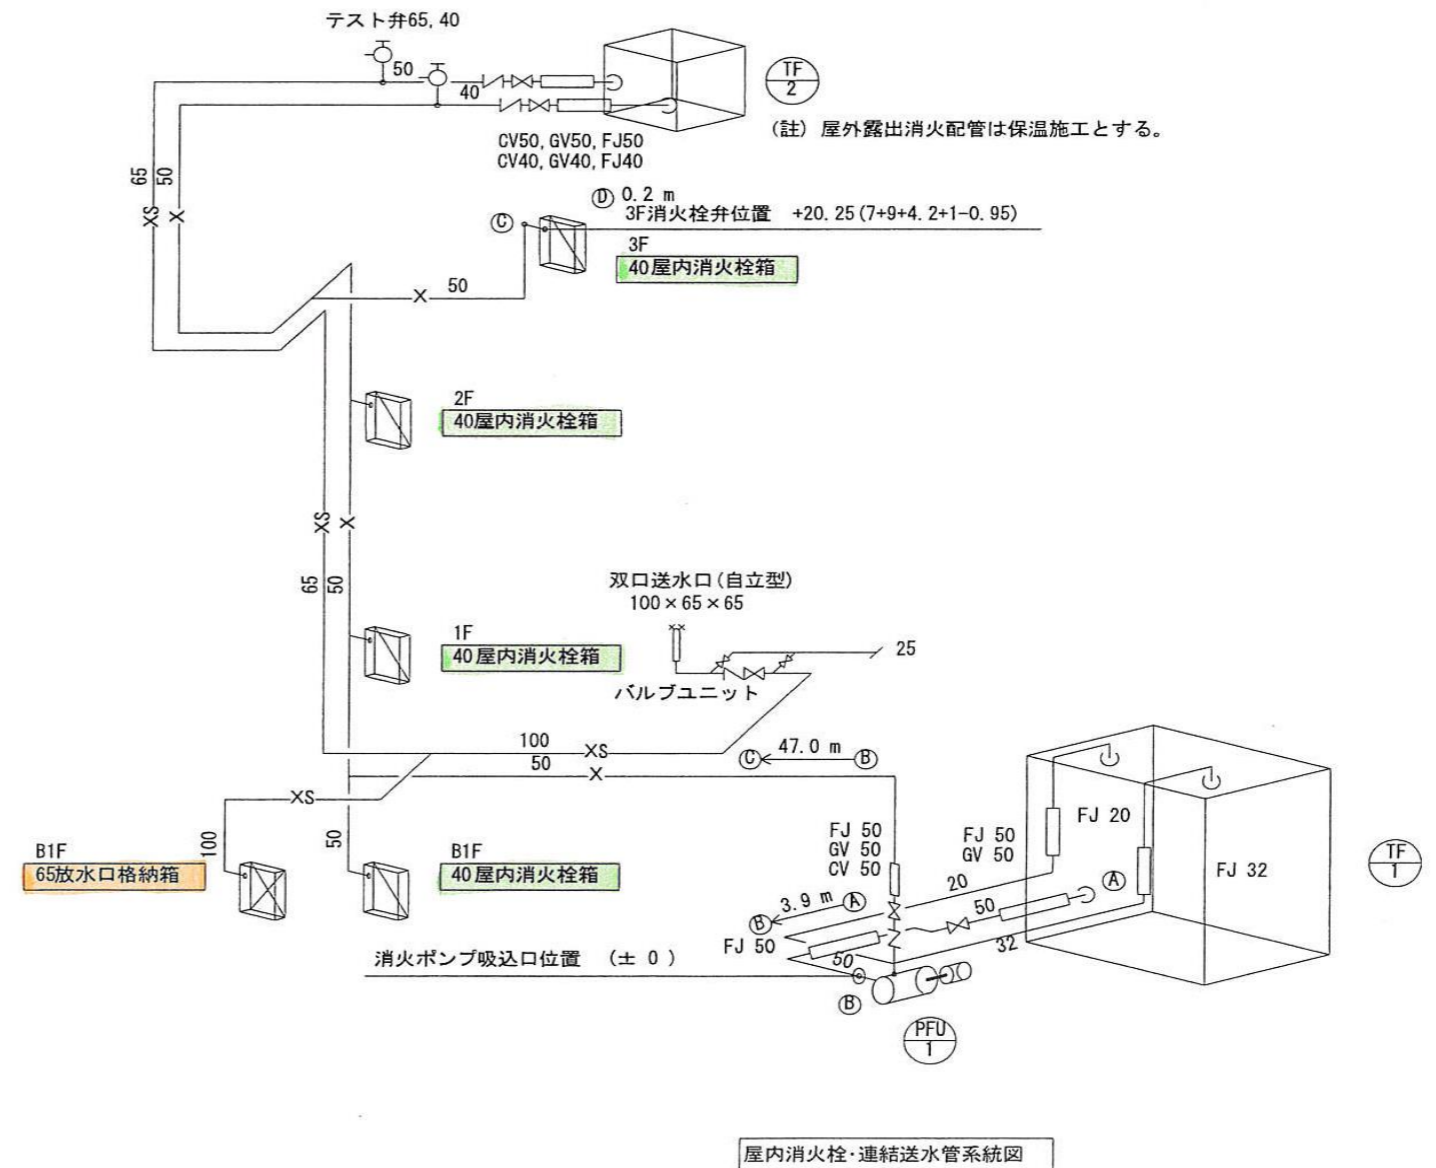 テスト弁65,40
50
40
TF
2
(註) 屋外露出消火配管は保温施工とする。
CV50,GV50,FJ50
CV40,GV40,FJ40
65
50
XS
X
Ⓓ 0.2 m
3F消火栓弁位置 +20.25(7+9+4.2+1-0.95)
Ⓒ
3F
40屋内消火栓箱
50
X
2F
40屋内消火栓箱
XS
X
65
50
双口送水口(自立型)
100×65×65
1F
40屋内消火栓箱
25
バルブユニット
100
XS
50
X
Ⓒ 47.0 m Ⓑ
XS
100
50
B1F
65放水口格納箱
B1F
40屋内消火栓箱
FJ 50
GV 50
CV 50
FJ 50
GV 50
FJ 20
FJ 32
TF
1
20
Ⓐ
50
Ⓑ 3.9 m Ⓐ
FJ 50
50
32
消火ポンプ吸込口位置 (± 0 )
Ⓑ
PFU
1
屋内消火栓・連結送水管系統図